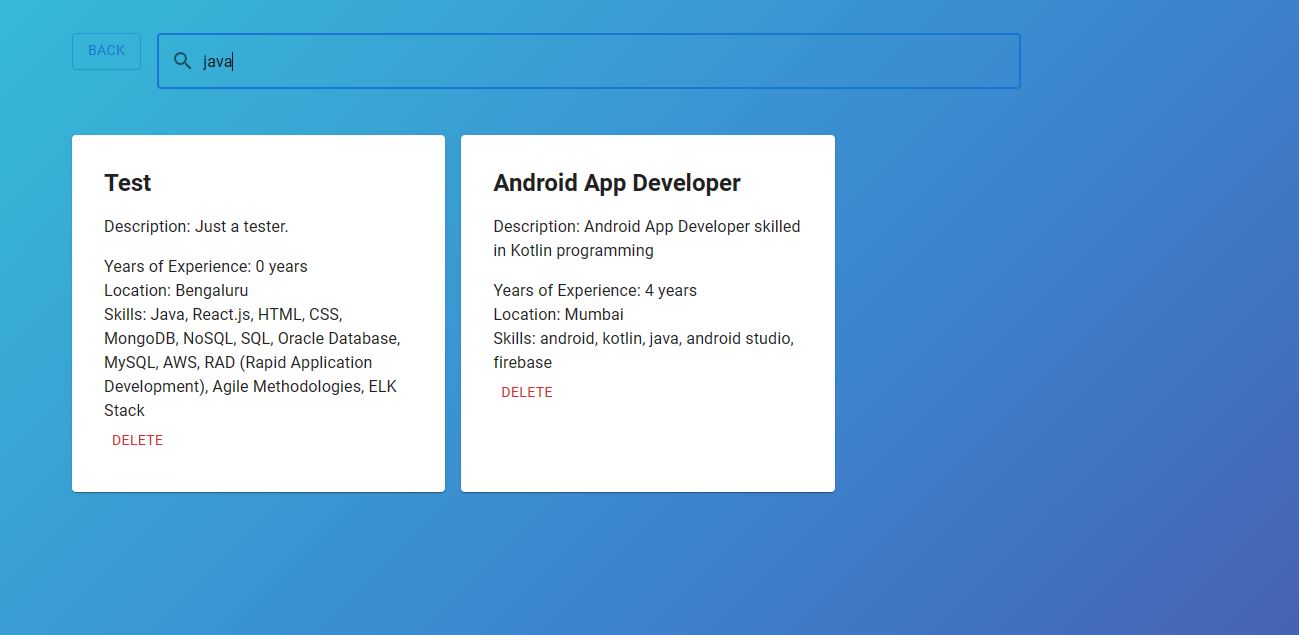 BACK
java
Test
Description: Just a tester.
Years of Experience: 0 years
Location: Bengaluru
Skills: Java, React.js, HTML, CSS,
MongoDB, NoSQL, SQL, Oracle Database,
MySQL, AWS, RAD (Rapid Application
Development), Agile Methodologies, ELK
Stack
DELETE
Android App Developer
Description: Android App Developer skilled
in Kotlin programming
Years of Experience: 4 years
Location: Mumbai
Skills: android, kotlin, java, android studio,
firebase
DELETE